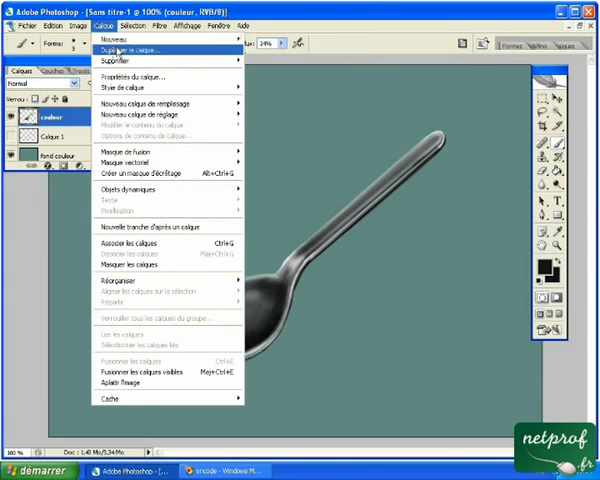 Adobe Photoshop - [Sans titre-1 @ 100% (couleur, RVB/8)]
Fichier Edition Image Calque Sélection Filtre Affichage Fenêtre Aide
Forme: 9 34%
Formes prédéfinies Calques
Calques Couches Tracés
Normal
Verrou :
couleur
Calque 1
fond couleur
Nouveau
Dupliquer le calque...
Supprimer
Propriétés du calque...
Style de calque
Nouveau calque de remplissage
Nouveau calque de réglage
Modifier le contenu du calque
Options de contenu de calque...
Masque de fusion
Masque vectoriel
Créer un masque d'écrêtage Alt+Ctrl+G
Objets dynamiques
Texte
Pixellisation
Nouvelle tranche d'après un calque
Associer les calques Ctrl+G
Dissocier les calques Maj+Ctrl+G
Masquer les calques
Réorganiser
Aligner les calques sur la sélection
Répartir
Verrouiller tous les calques du groupe...
Lier les calques
Sélectionner les calques liés
Fusionner les calques Ctrl+E
Fusionner les calques visibles Maj+Ctrl+E
Aplatir l'image
Cache
100 % Doc : 1,43 Mo/3,34 Mo
démarrer Adobe Photoshop - [... encode - Windows M...
netprof
.fr